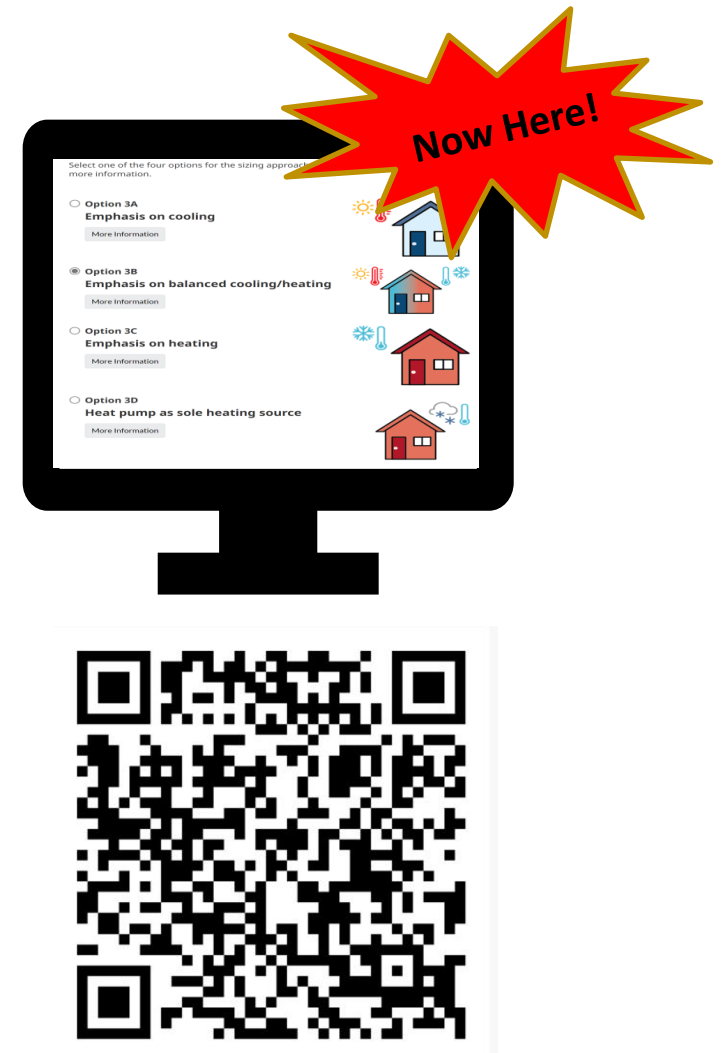 Now Here!
Select one of the four options for the sizing approach
more information.
Option 3A
Emphasis on cooling
More Information
Option 3B
Emphasis on balanced cooling/heating
More Information
Option 3C
Emphasis on heating
More Information
Option 3D
Heat pump as sole heating source
More Information